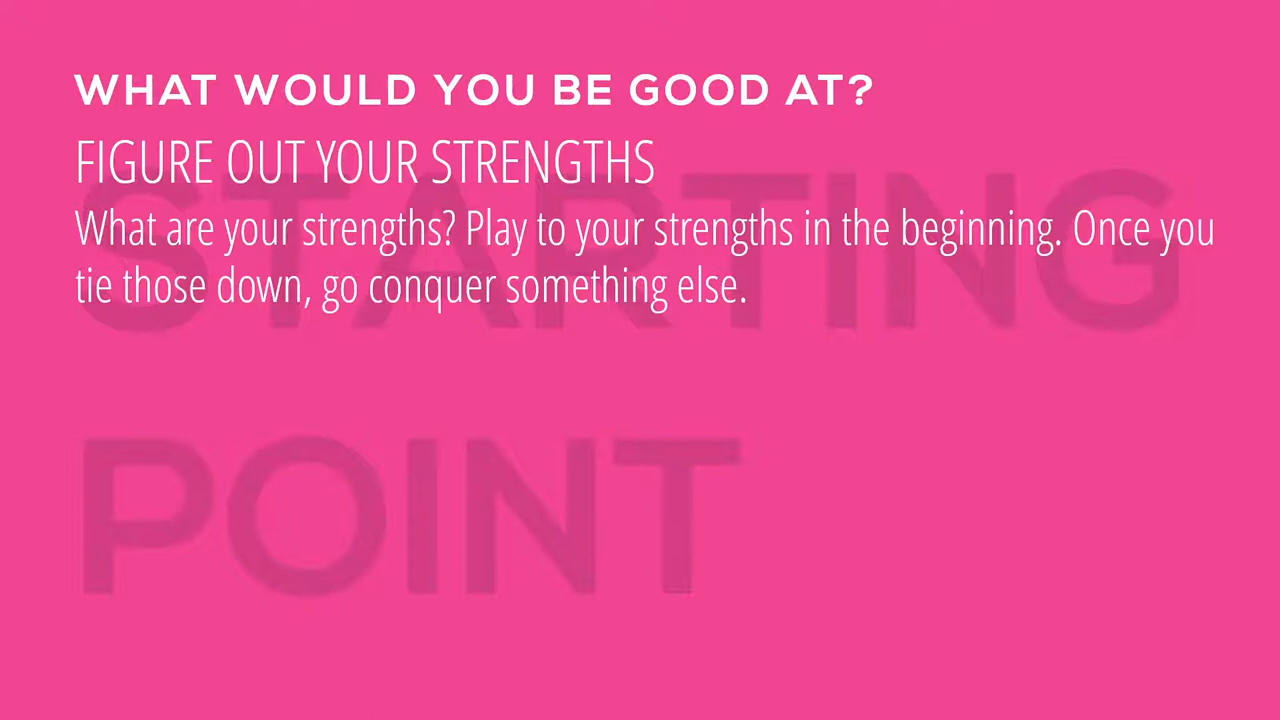 WHAT WOULD YOU BE GOOD AT?
FIGURE OUT YOUR STRENGTHS
What are your strengths? Play to your strengths in the beginning. Once you
tie those down, go conquer something else.
STARTING
POINT